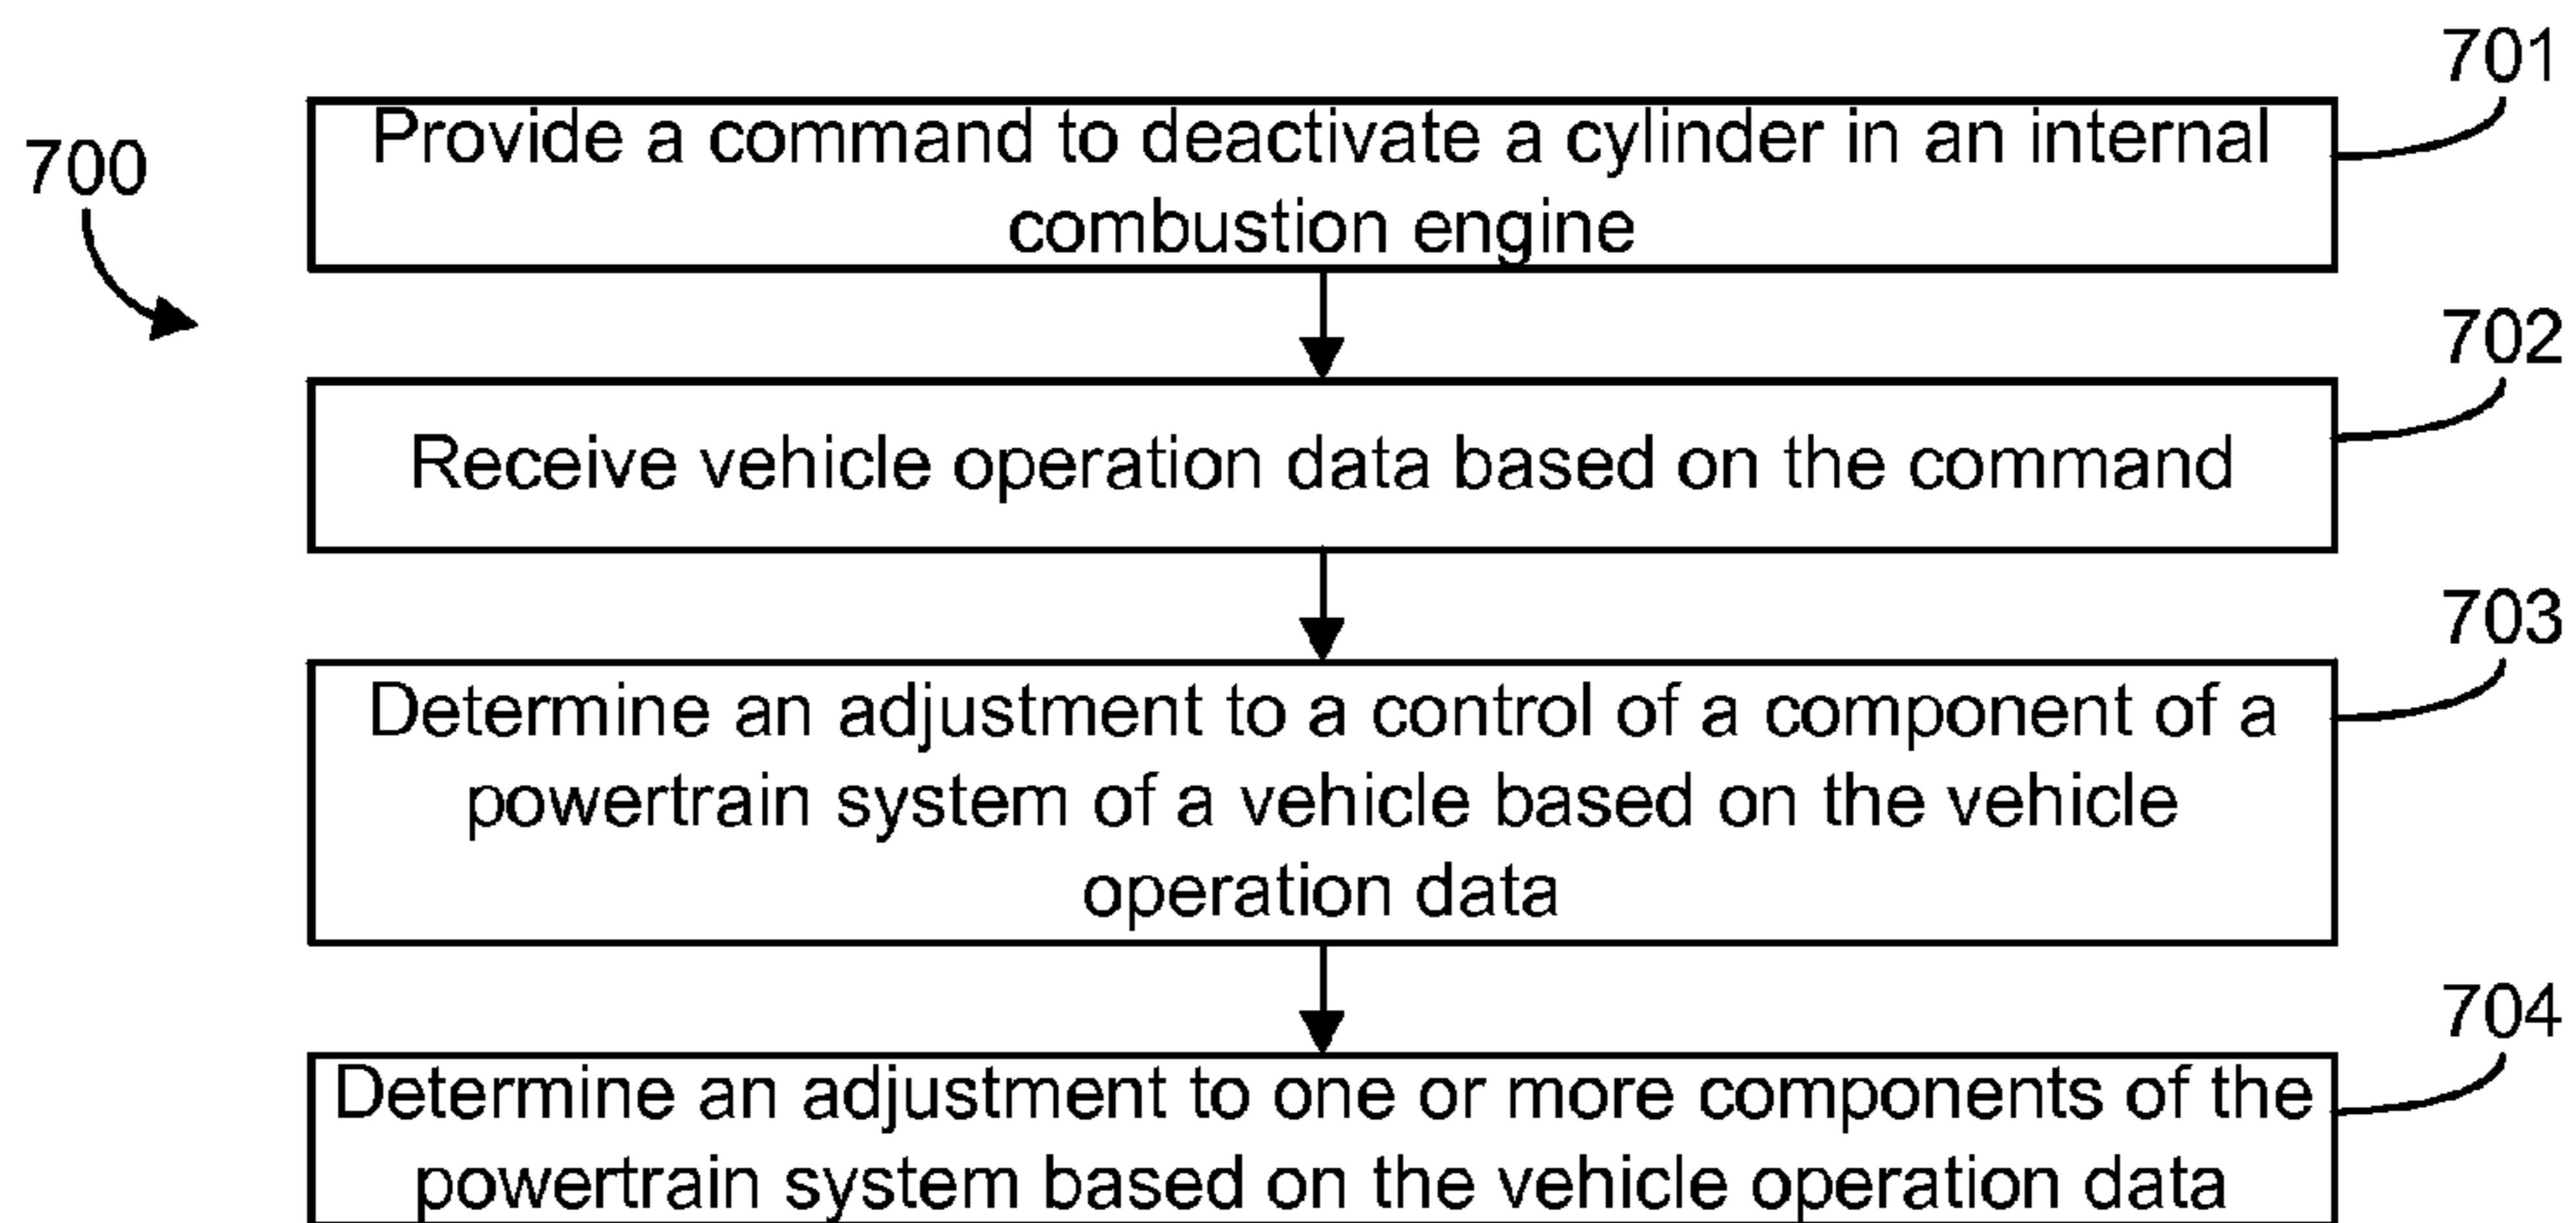 701
Provide a command to deactivate a cylinder in an internal
combustion engine
700
702
Receive vehicle operation data based on the command
703
Determine an adjustment to a control of a component of a
powertrain system of a vehicle based on the vehicle
operation data
704
Determine an adjustment to one or more components of the
powertrain system based on the vehicle operation data